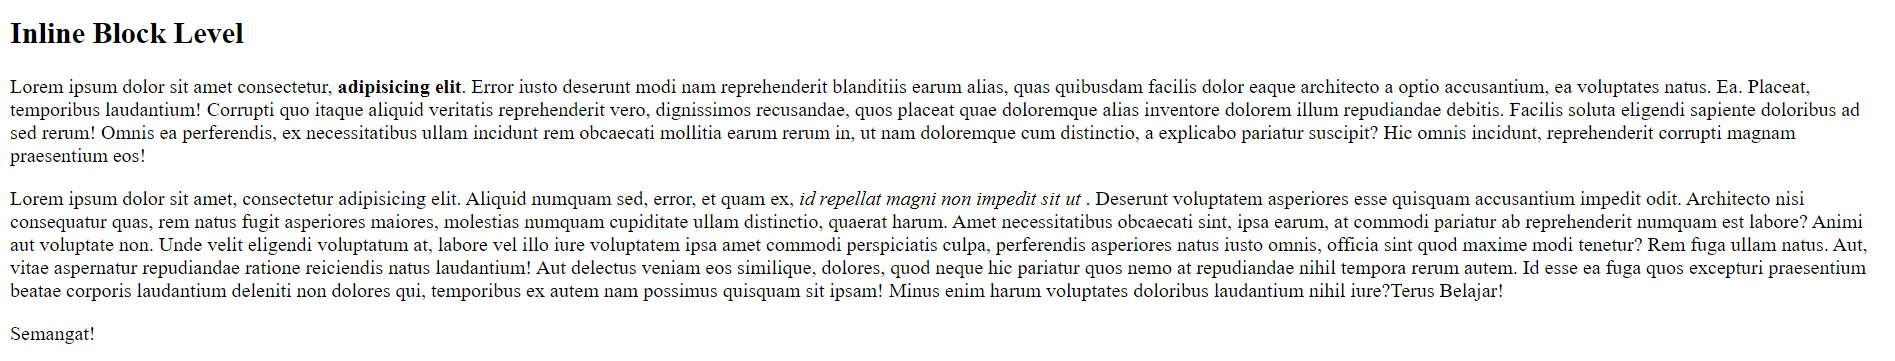 Inline Block Level
Lorem ipsum dolor sit amet consectetur, adipisicing elit. Error iusto deserunt modi nam reprehenderit blanditiis earum alias, quas quibusdam facilis dolor eaque architecto a optio accusantium, ea voluptates natus. Ea. Placeat,
temporibus laudantium! Corrupti quo itaque aliquid veritatis reprehenderit vero, dignissimos recusandae, quos placeat quae doloremque alias inventore dolorem illum repudiandae debitis. Facilis soluta eligendi sapiente doloribus ad
sed rerum! Omnis ea perferendis, ex necessitatibus ullam incidunt rem obcaecati mollitia earum rerum in, ut nam doloremque cum distinctio, a explicabo pariatur suscipit? Hic omnis incidunt, reprehenderit corrupti magnam
praesentium eos!
Lorem ipsum dolor sit amet, consectetur adipisicing elit. Aliquid numquam sed, error, et quam ex, id repellat magni non impedit sit ut . Deserunt voluptatem asperiores esse quisquam accusantium impedit odit. Architecto nisi
consequatur quas, rem natus fugit asperiores maiores, molestias numquam cupiditate ullam distinctio, quaerat harum. Amet necessitatibus obcaecati sint, ipsa earum, at commodi pariatur ab reprehenderit numquam est labore? Animi
aut voluptate non. Unde velit eligendi voluptatum at, labore vel illo iure voluptatem ipsa amet commodi perspiciatis culpa, perferendis asperiores natus iusto omnis, officia sint quod maxime modi tenetur? Rem fuga ullam natus. Aut,
vitae aspernatur repudiandae ratione reiciendis natus laudantium! Aut delectus veniam eos similique, dolores, quod neque hic pariatur quos nemo at repudiandae nihil tempora rerum autem. Id esse ea fuga quos excepturi praesentium
beatae corporis laudantium deleniti non dolores qui, temporibus ex autem nam possimus quisquam sit ipsam! Minus enim harum voluptates doloribus laudantium nihil iure?Terus Belajar!
Semangat!